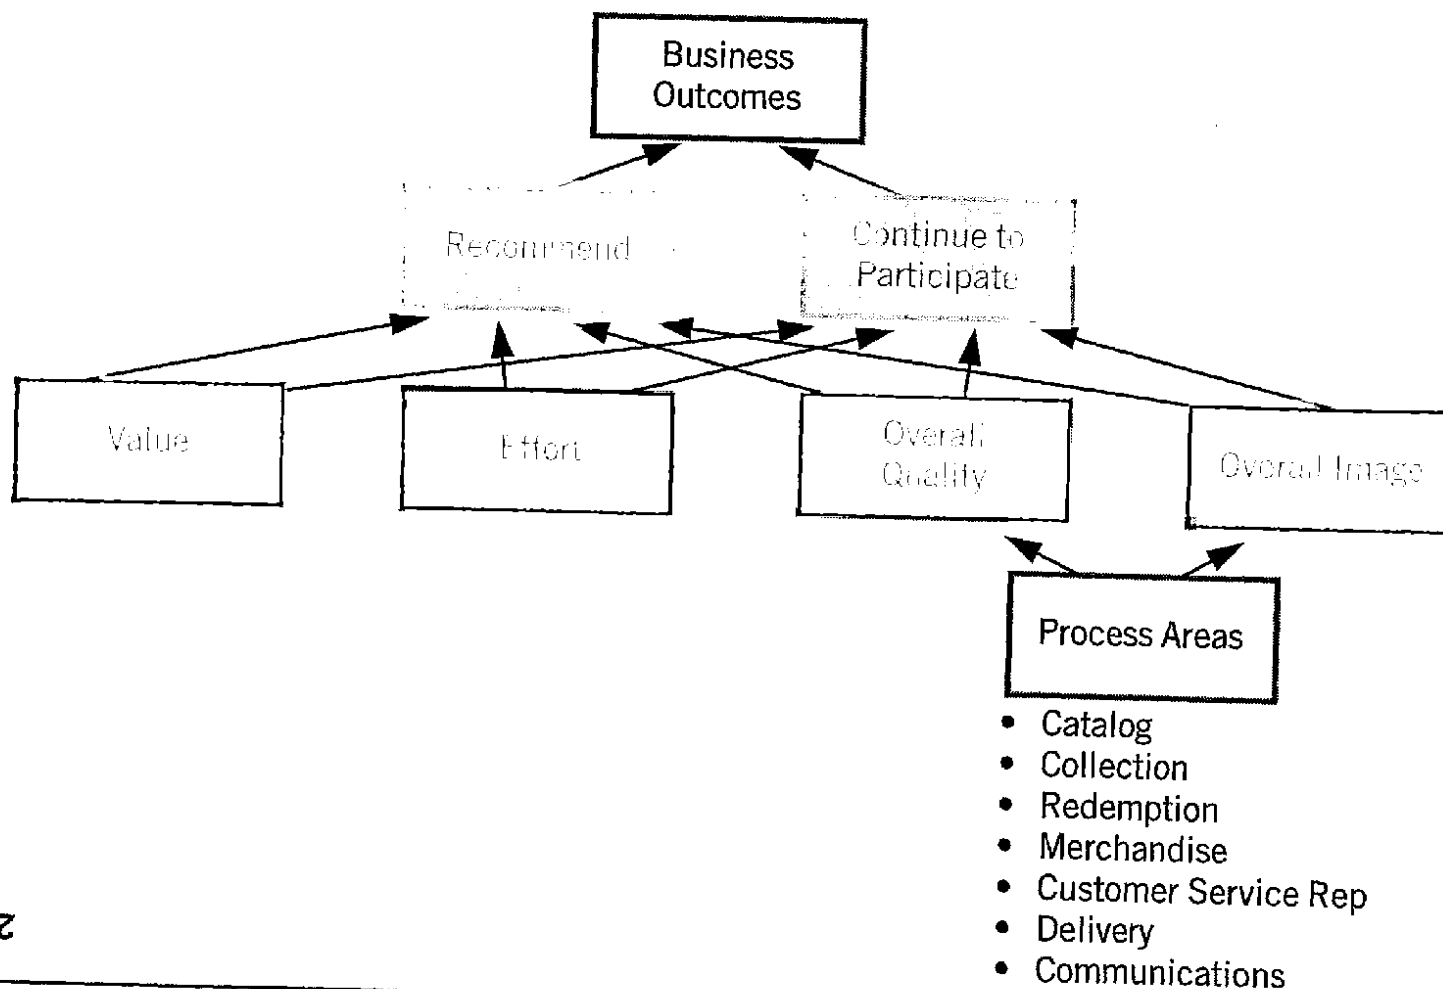 Business
Outcomes
Recommend
Continue to
Participate
Value
Effort
Overall
Quality
Overall Image
Process Areas
• Catalog
• Collection
• Redemption
• Merchandise
• Customer Service Rep
• Delivery
• Communications
2